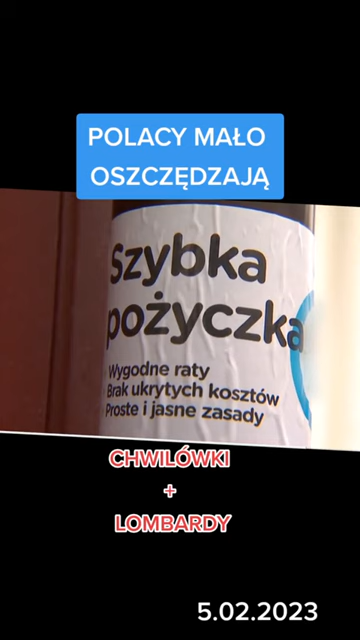 POLACY MAŁO
OSZCZĘDZAJĄ
Szybka
pożyczka
Wygodne raty
Brak ukrytych kosztów
Proste i jasne zasady
CHWILÓWKI
+
LOMBARDY
5.02.2023